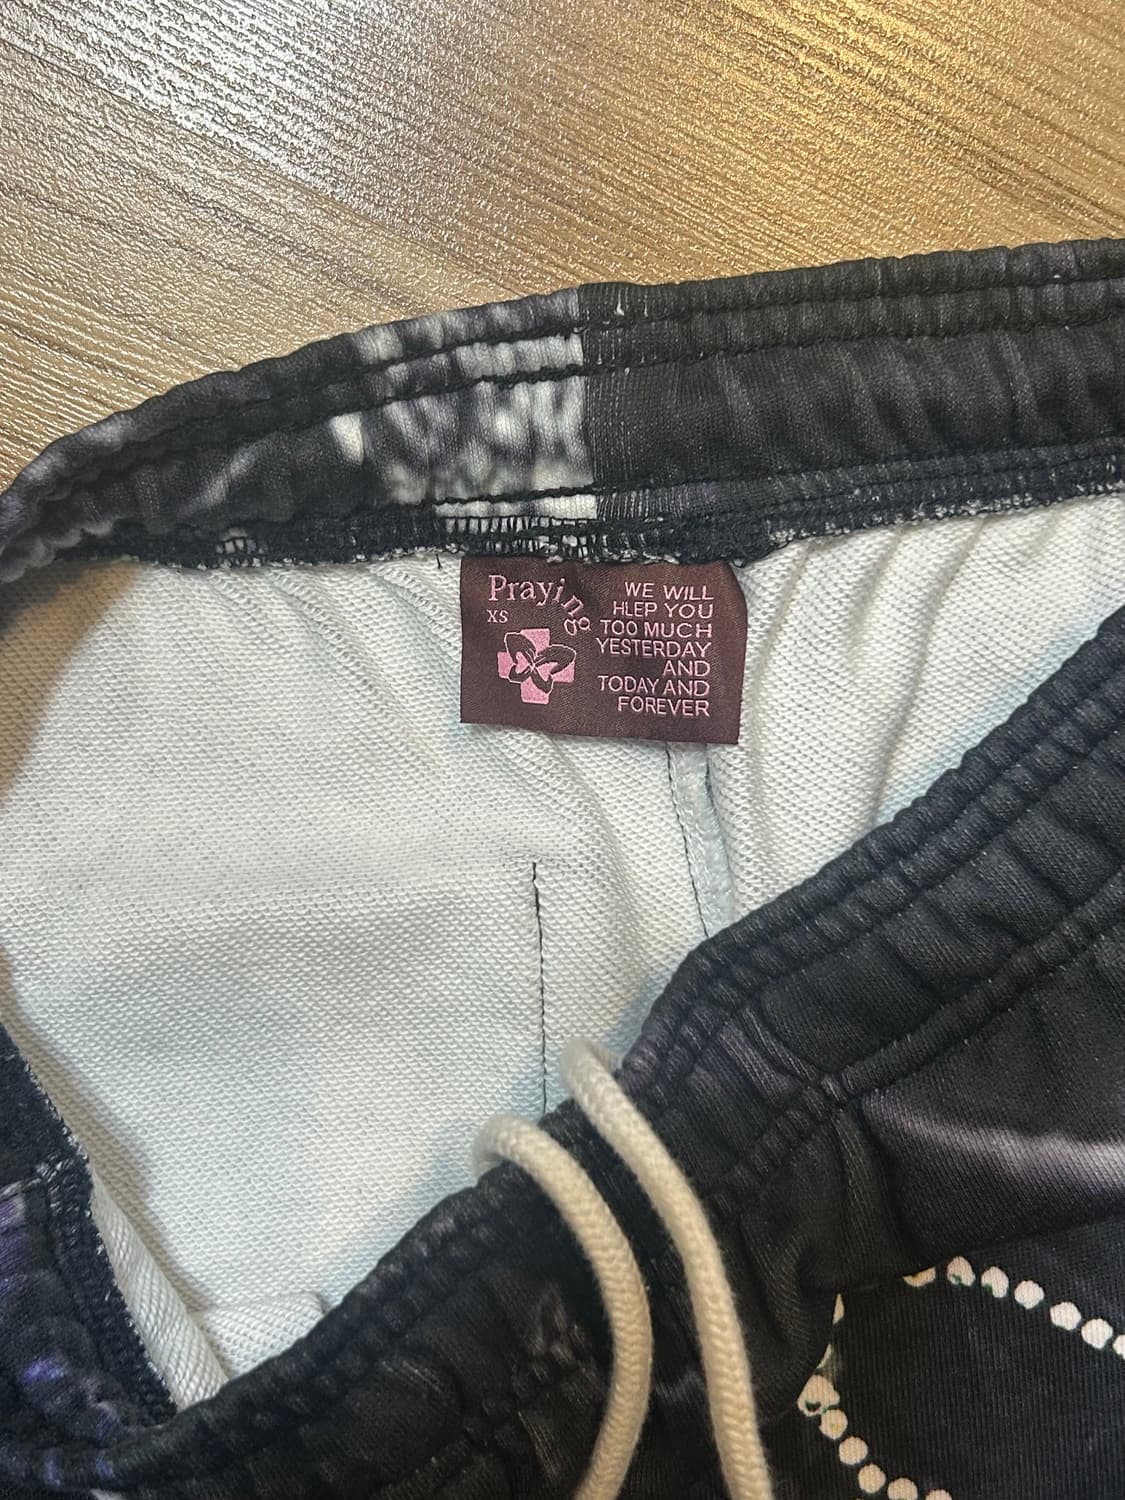 Praying
XS
WE WILL
HLEP YOU
TOO MUCH
YESTERDAY
AND
TODAY AND
FOREVER